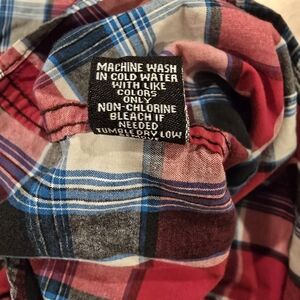 MACHINE WASH
IN COLD WATER
WITH LIKE
COLORS
ONLY
NON-CHLORINE
BLEACH IF
NEEDED
TUMBLE DRY LOW